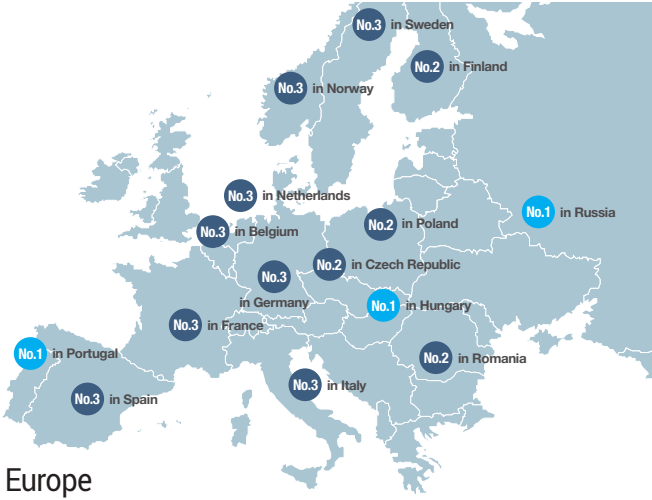 No.3 in Sweden
No.2 in Finland
No.3 in Norway
No.3 in Netherlands
No.1 in Russia
No.2 in Poland
No.3 in Belgium
No.2 in Czech Republic
No.3
in Germany
No.1 in Hungary
No.3 in France
No.1 in Portugal
No.2 in Romania
No.3 in Italy
No.3 in Spain
Europe